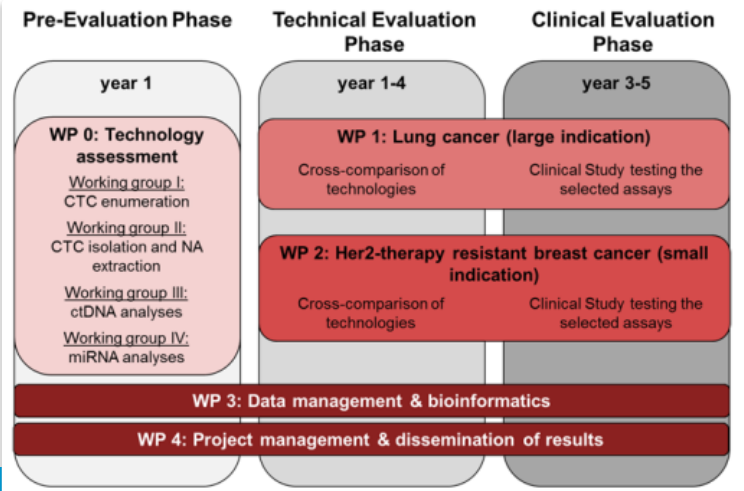 Pre-Evaluation Phase
Technical Evaluation
Phase
Clinical Evaluation
Phase
year 1
year 1-4
year 3-5
WP 0: Technology
assessment
Working group I:
CTC enumeration
Working group II:
CTC isolation and NA
extraction
Working group III:
ctDNA analyses
Working group IV:
miRNA analyses
WP 1: Lung cancer (large indication)
Cross-comparison of
technologies
Clinical Study testing the
selected assays
WP 2: Her2-therapy resistant breast cancer (small
indication)
Cross-comparison of
technologies
Clinical Study testing the
selected assays
WP 3: Data management & bioinformatics
WP 4: Project management & dissemination of results